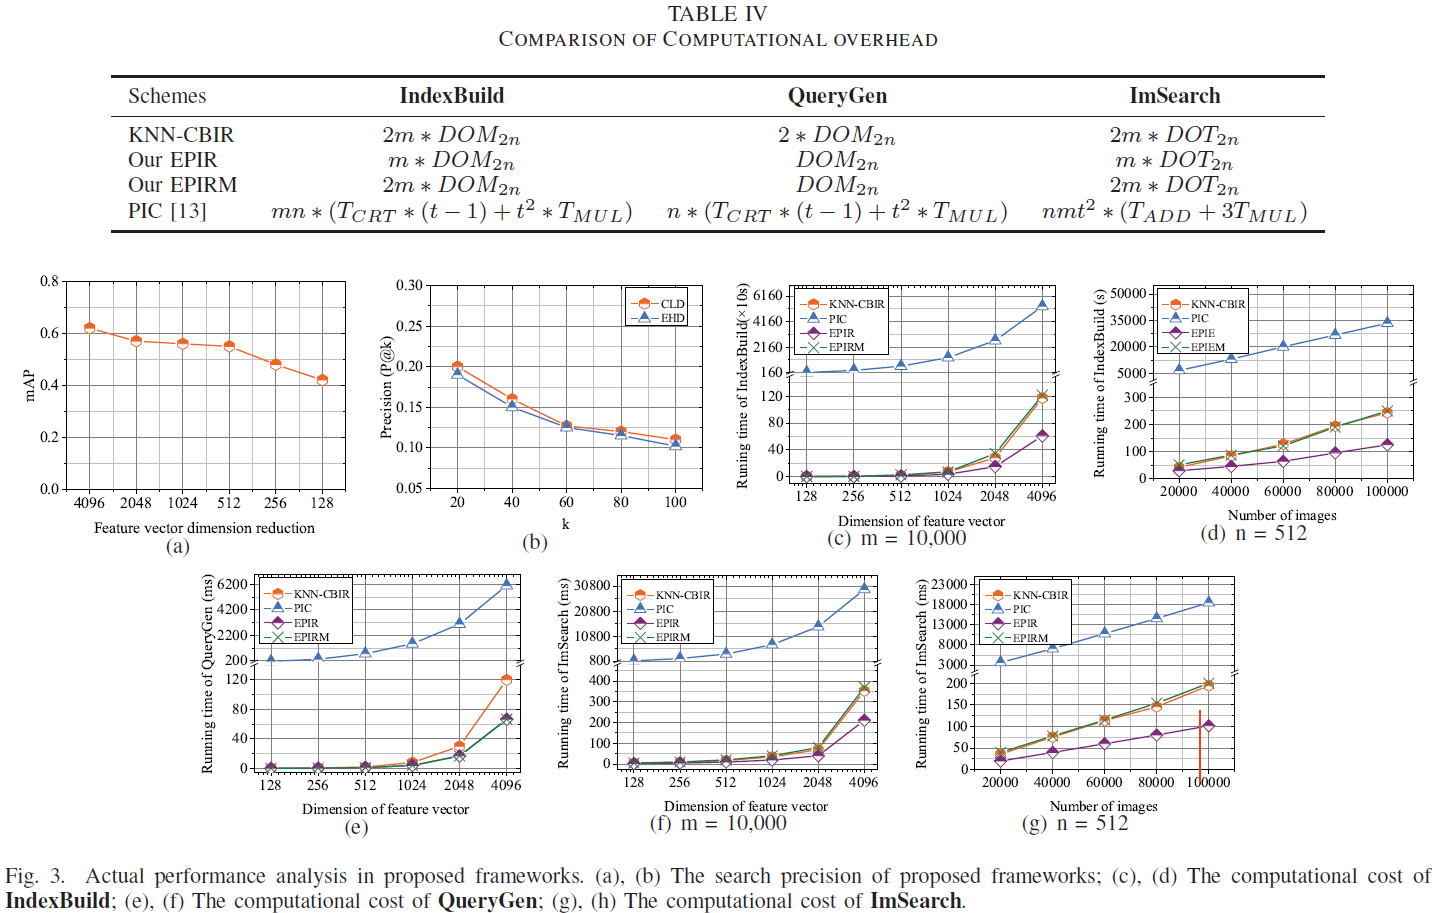 TABLE IV
COMPARISON OF COMPUTATIONAL OVERHEAD
Schemes IndexBuild QueryGen ImSearch
KNN-CBIR 2m ∗ DOM₂ₙ 2 ∗ DOM₂ₙ 2m ∗ DOT₂ₙ
Our EPIR m ∗ DOM₂ₙ DOM₂ₙ m ∗ DOT₂ₙ
Our EPIRM 2m ∗ DOM₂ₙ DOM₂ₙ 2m ∗ DOT₂ₙ
PIC [13] mn ∗ (T_CRT ∗ (t − 1) + t² ∗ T_MUL) n ∗ (T_CRT ∗ (t − 1) + t² ∗ T_MUL) nmt² ∗ (T_ADD + 3T_MUL)
mAP
0.8
0.6
0.4
0.2
0.0
4096 2048 1024 512 256 128
Feature vector dimension reduction
(a)
Precision (P@k)
0.30
0.25
0.20
0.15
0.10
0.05
CLD
EHD
20 40 60 80 100
k
(b)
Runing time of IndexBuild(×10s)
6160
4160
2160
160
120
80
40
0
KNN-CBIR
PIC
EPIR
EPIRM
128 256 512 1024 2048 4096
Dimension of feature vector
(c) m = 10,000
Running time of IndexBuild (s)
50000
35000
20000
5000
300
200
100
0
KNN-CBIR
PIC
EPIE
EPIEM
20000 40000 60000 80000 100000
Number of images
(d) n = 512
Running time of QueryGen (ms)
6200
4200
2200
200
120
80
40
0
KNN-CBIR
PIC
EPIR
EPIRM
128 256 512 1024 2048 4096
Dimension of feature vector
(e)
Running time of ImSearch (ms)
30800
20800
10800
800
400
300
200
100
0
KNN-CBIR
PIC
EPIR
EPIRM
128 256 512 1024 2048 4096
Dimension of feature vector
(f) m = 10,000
Running time of ImSearch (ms)
23000
18000
13000
8000
3000
200
150
100
50
0
KNN-CBIR
PIC
EPIR
EPIRM
20000 40000 60000 80000 100000
Number of images
(g) n = 512
Fig. 3. Actual performance analysis in proposed frameworks. (a), (b) The search precision of proposed frameworks; (c), (d) The computational cost of
IndexBuild; (e), (f) The computational cost of QueryGen; (g), (h) The computational cost of ImSearch.